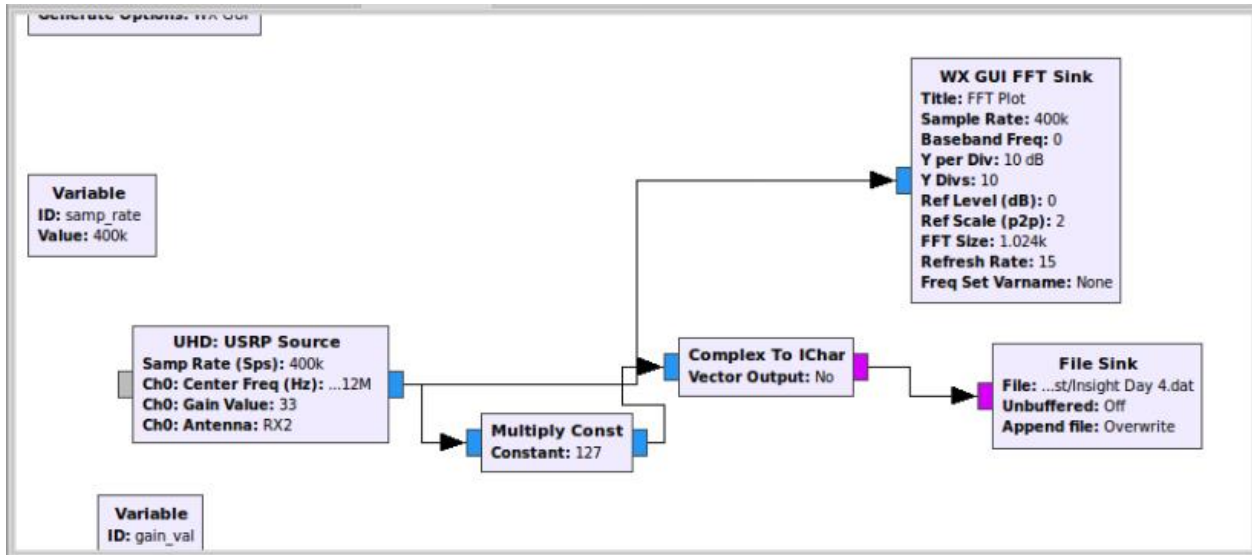 Generate Options: WX GUI
WX GUI FFT Sink
Title: FFT Plot
Sample Rate: 400k
Baseband Freq: 0
Y per Div: 10 dB
Y Divs: 10
Ref Level (dB): 0
Ref Scale (p2p): 2
FFT Size: 1.024k
Refresh Rate: 15
Freq Set Varname: None
Variable
ID: samp_rate
Value: 400k
UHD: USRP Source
Samp Rate (Sps): 400k
Ch0: Center Freq (Hz): ...12M
Ch0: Gain Value: 33
Ch0: Antenna: RX2
Multiply Const
Constant: 127
Complex To IChar
Vector Output: No
File Sink
File: ...st/Insight Day 4.dat
Unbuffered: Off
Append file: Overwrite
Variable
ID: gain_val